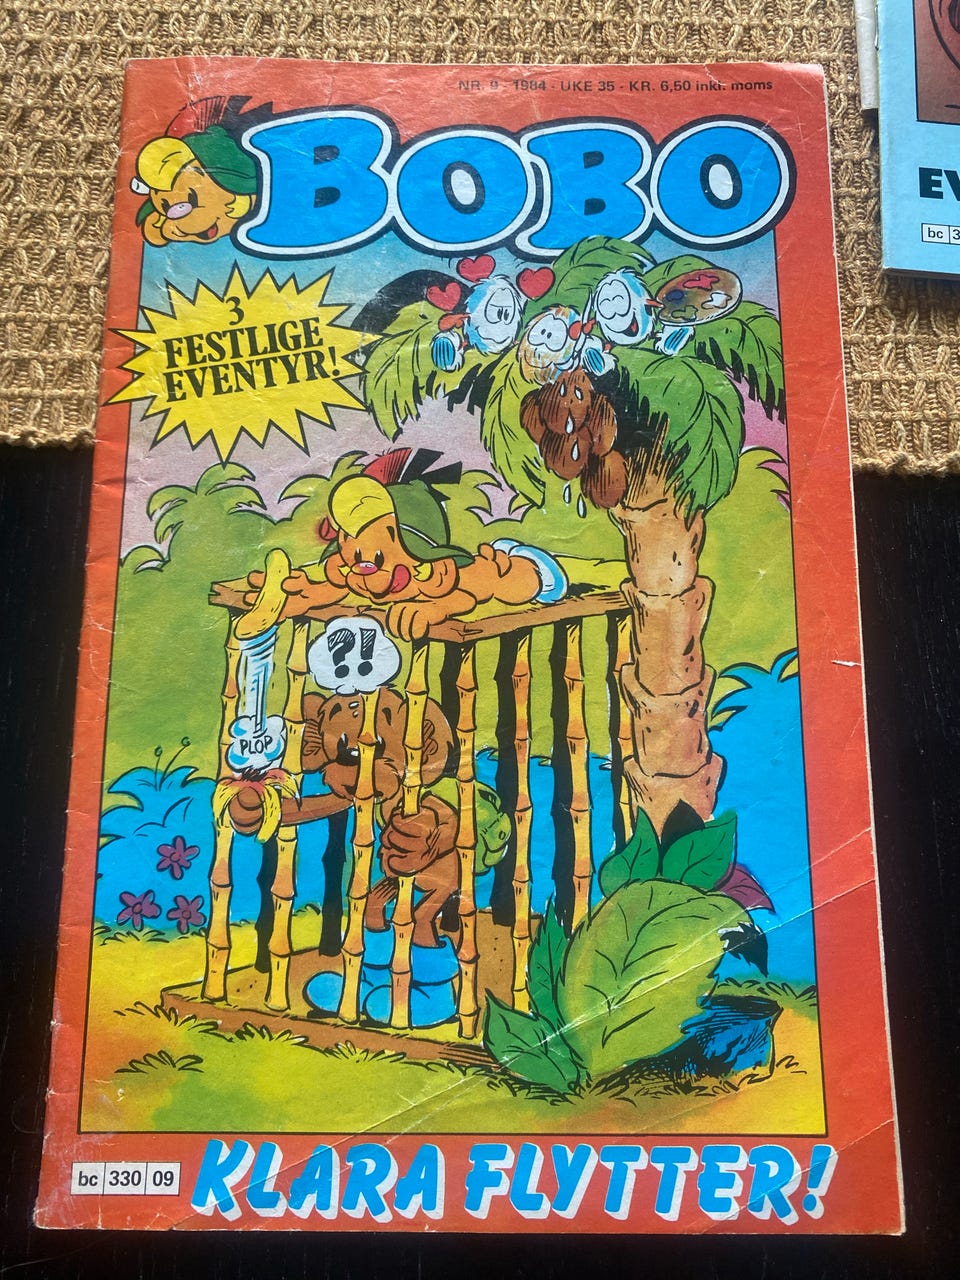 NR. 9 - 1984 - UKE 35 - KR. 6,50 inkl. moms
BOBO
3
FESTLIGE
EVENTYR!
?!
PLOP
bc 330 09
KLARA FLYTTER!
EV
bc 3